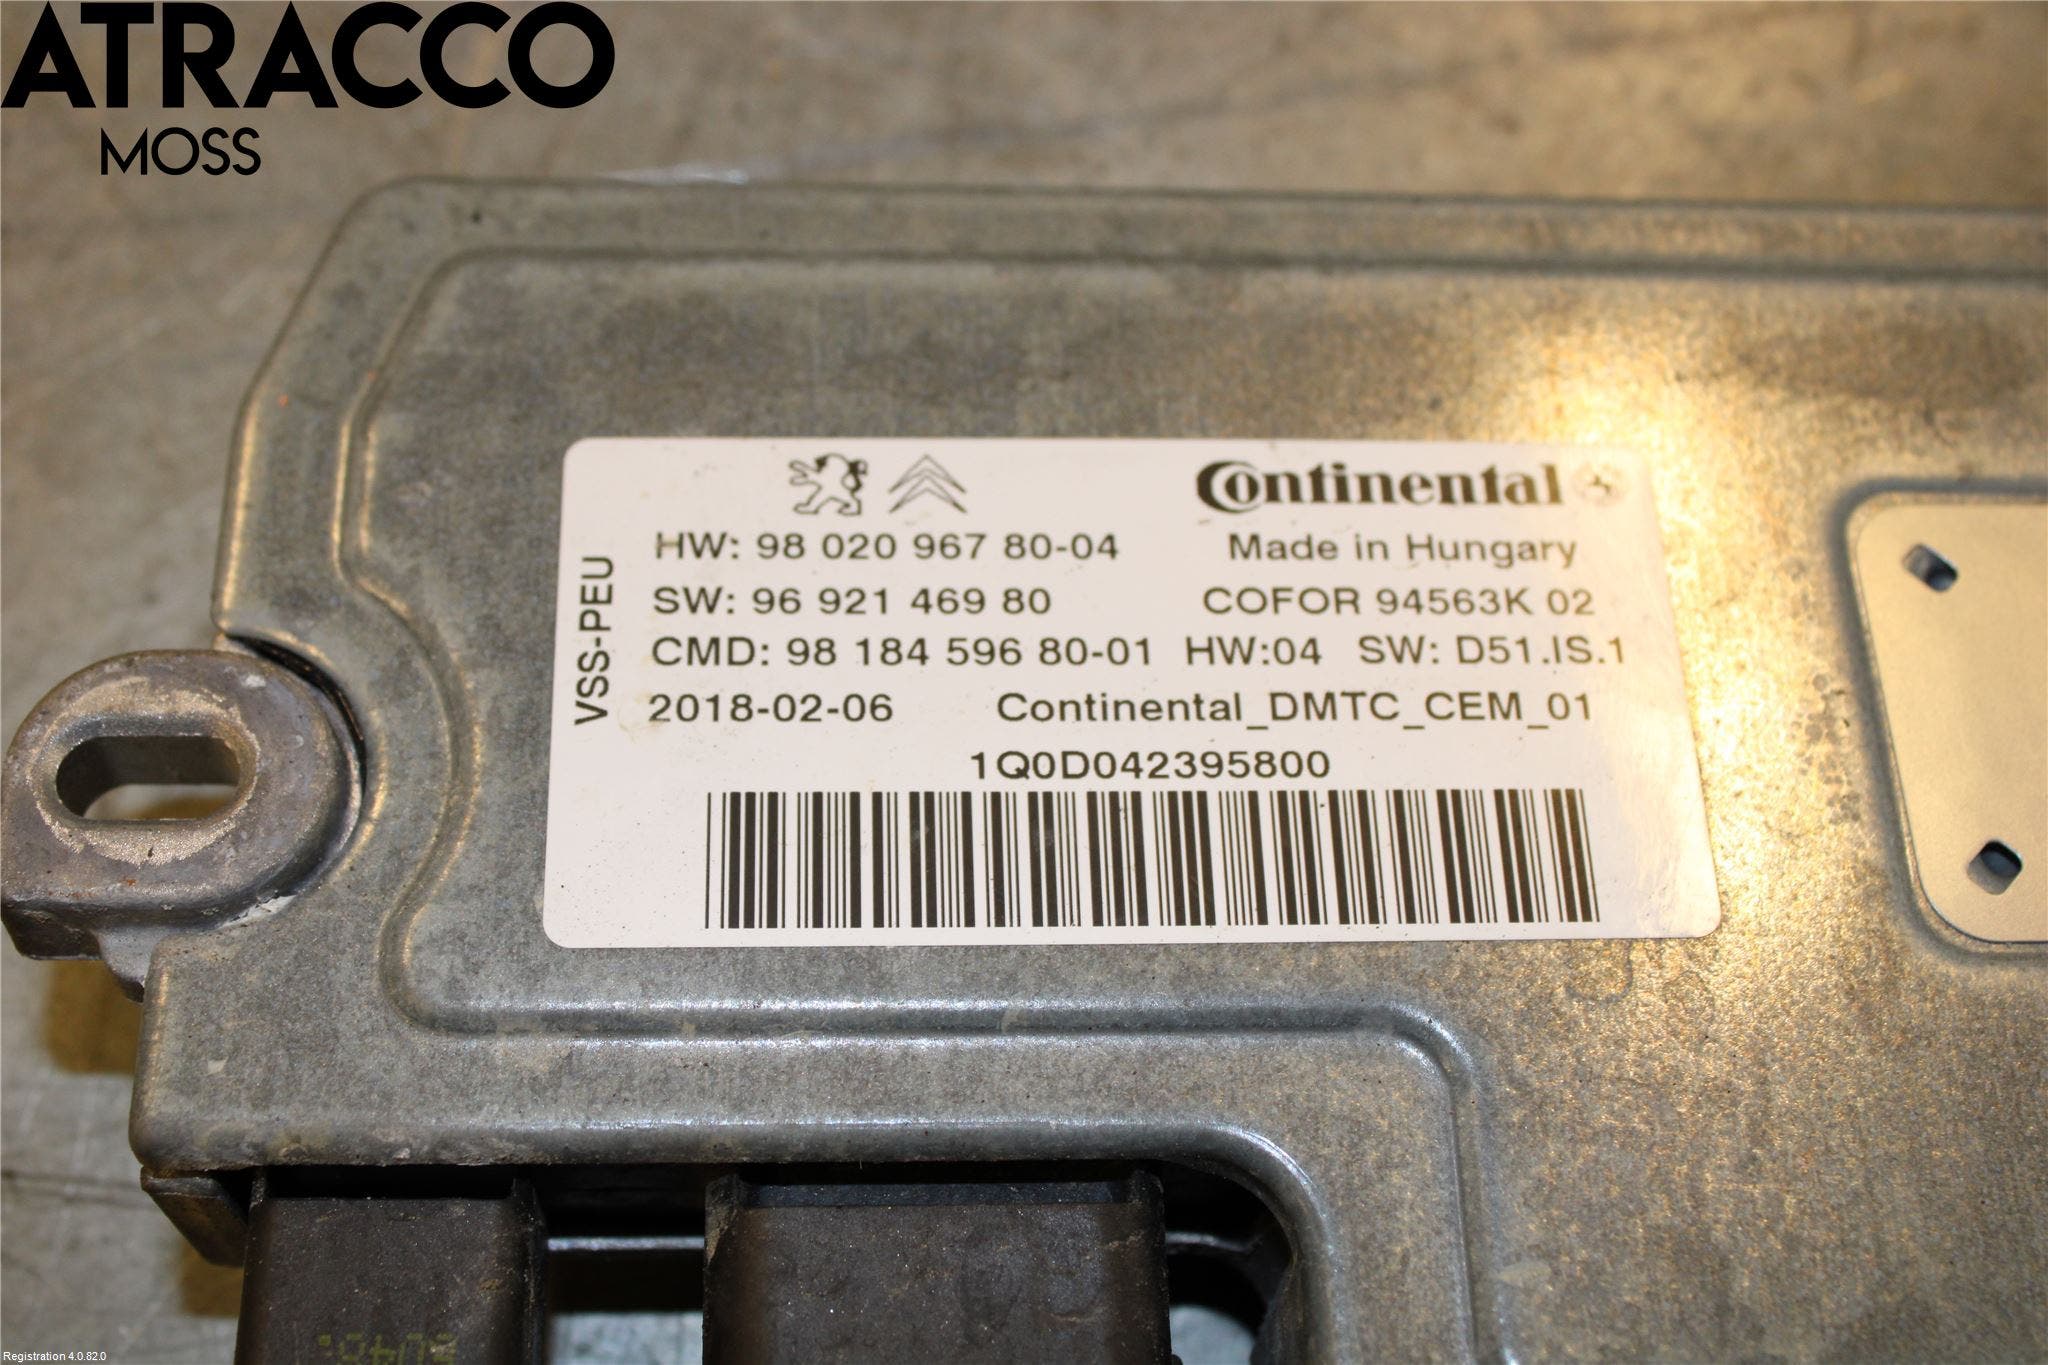 ATRACCO
MOSS
Continental
HW: 98 020 967 80-04
Made in Hungary
SW: 96 921 469 80
COFOR 94563K 02
CMD: 98 184 596 80-01 HW:04 SW: D51.IS.1
2018-02-06 Continental_DMTC_CEM_01
1Q0D042395800
VSS-PEU
Registration 4.0.82.0